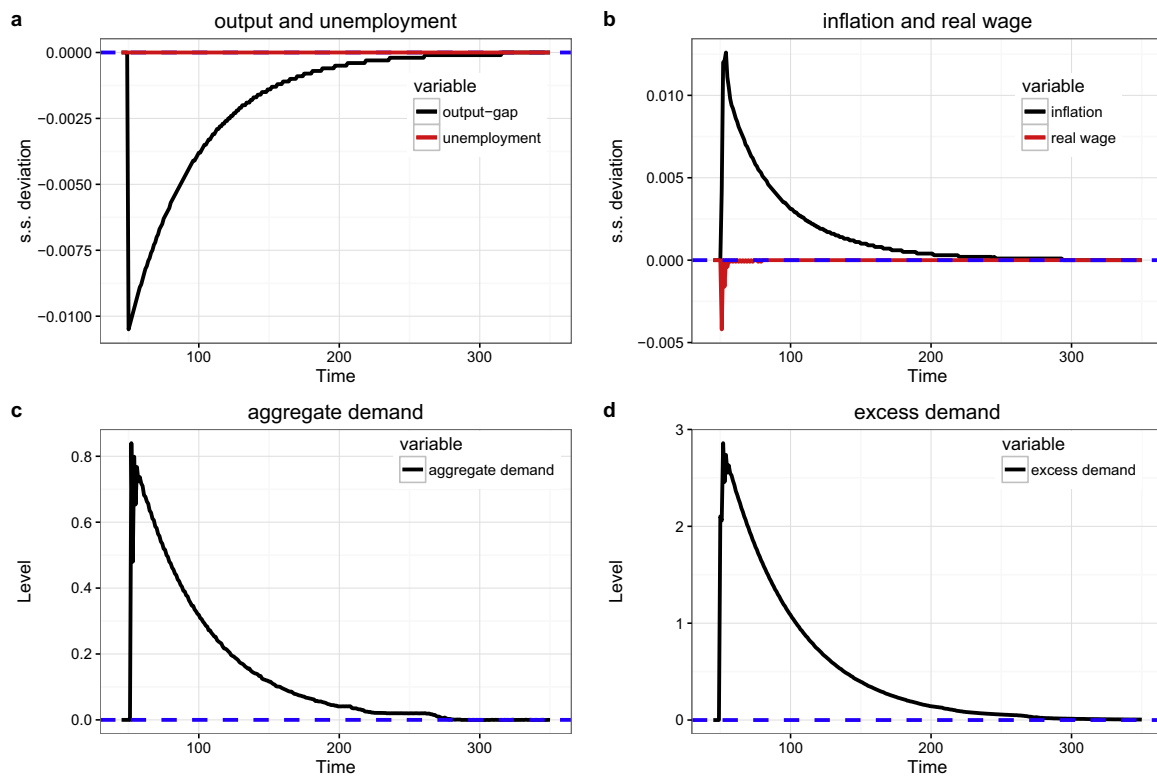 a output and unemployment
0.0000
−0.0025
−0.0050
−0.0075
−0.0100
s.s. deviation
variable
output−gap
unemployment
100 200 300
Time
b inflation and real wage
0.010
0.005
0.000
−0.005
s.s. deviation
variable
inflation
real wage
100 200 300
Time
c aggregate demand
0.8
0.6
0.4
0.2
0.0
Level
variable
aggregate demand
100 200 300
Time
d excess demand
3
2
1
0
Level
variable
excess demand
100 200 300
Time